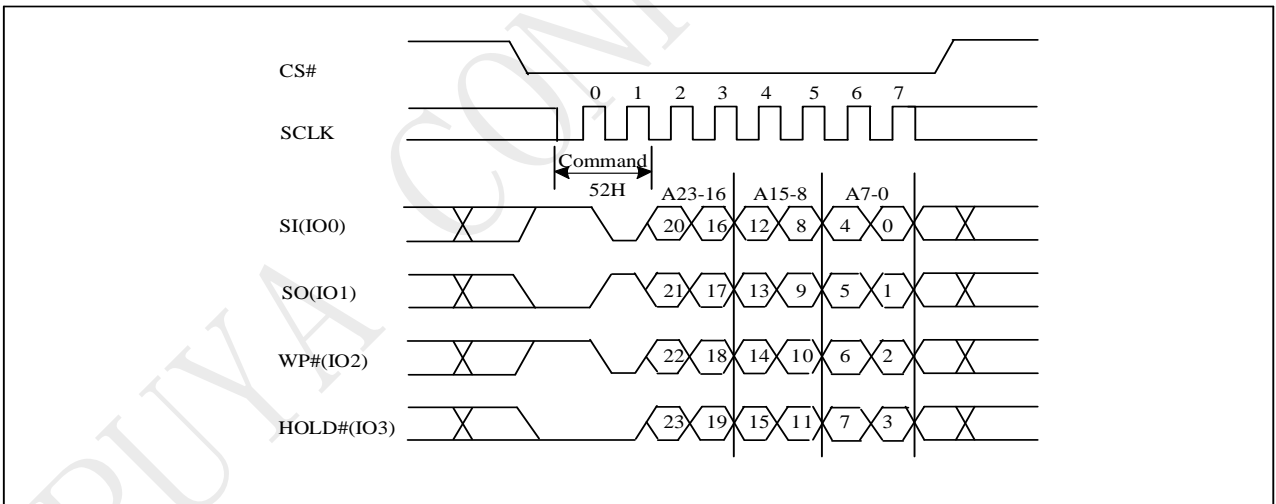 CS#
0 1 2 3 4 5 6 7
SCLK
Command
52H
A23-16 A15-8 A7-0
SI(IO0)
20 16 12 8 4 0
SO(IO1)
21 17 13 9 5 1
WP#(IO2)
22 18 14 10 6 2
HOLD#(IO3)
23 19 15 11 7 3
PUYA